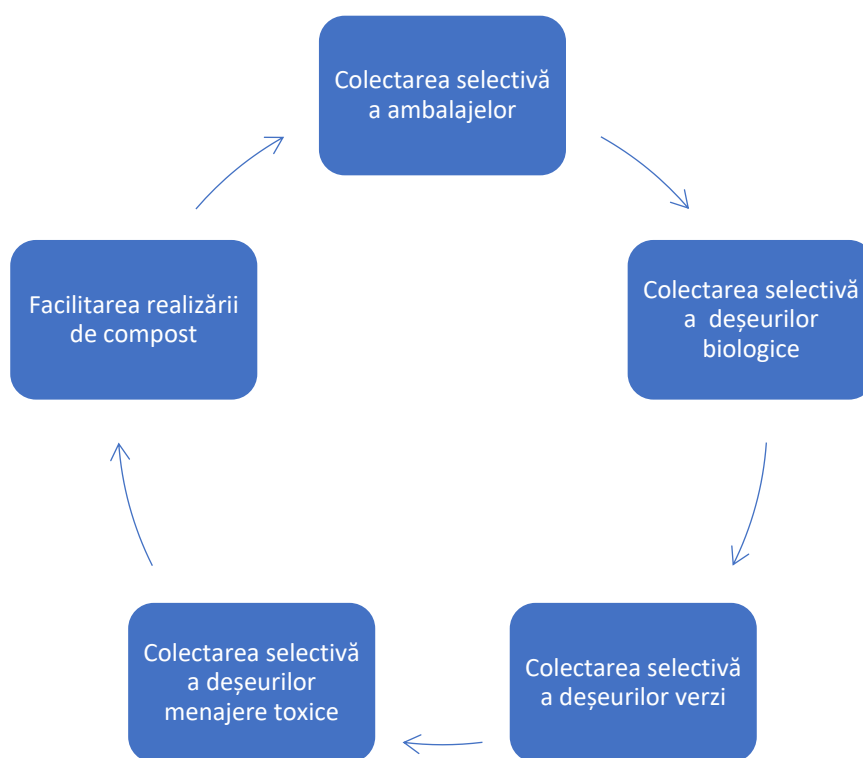 Colectarea selectivă
a ambalajelor
Colectarea selectivă
a deșeurilor
biologice
Colectarea selectivă
a deșeurilor verzi
Colectarea selectivă
a deșeurilor
menajere toxice
Facilitarea realizării
de compost